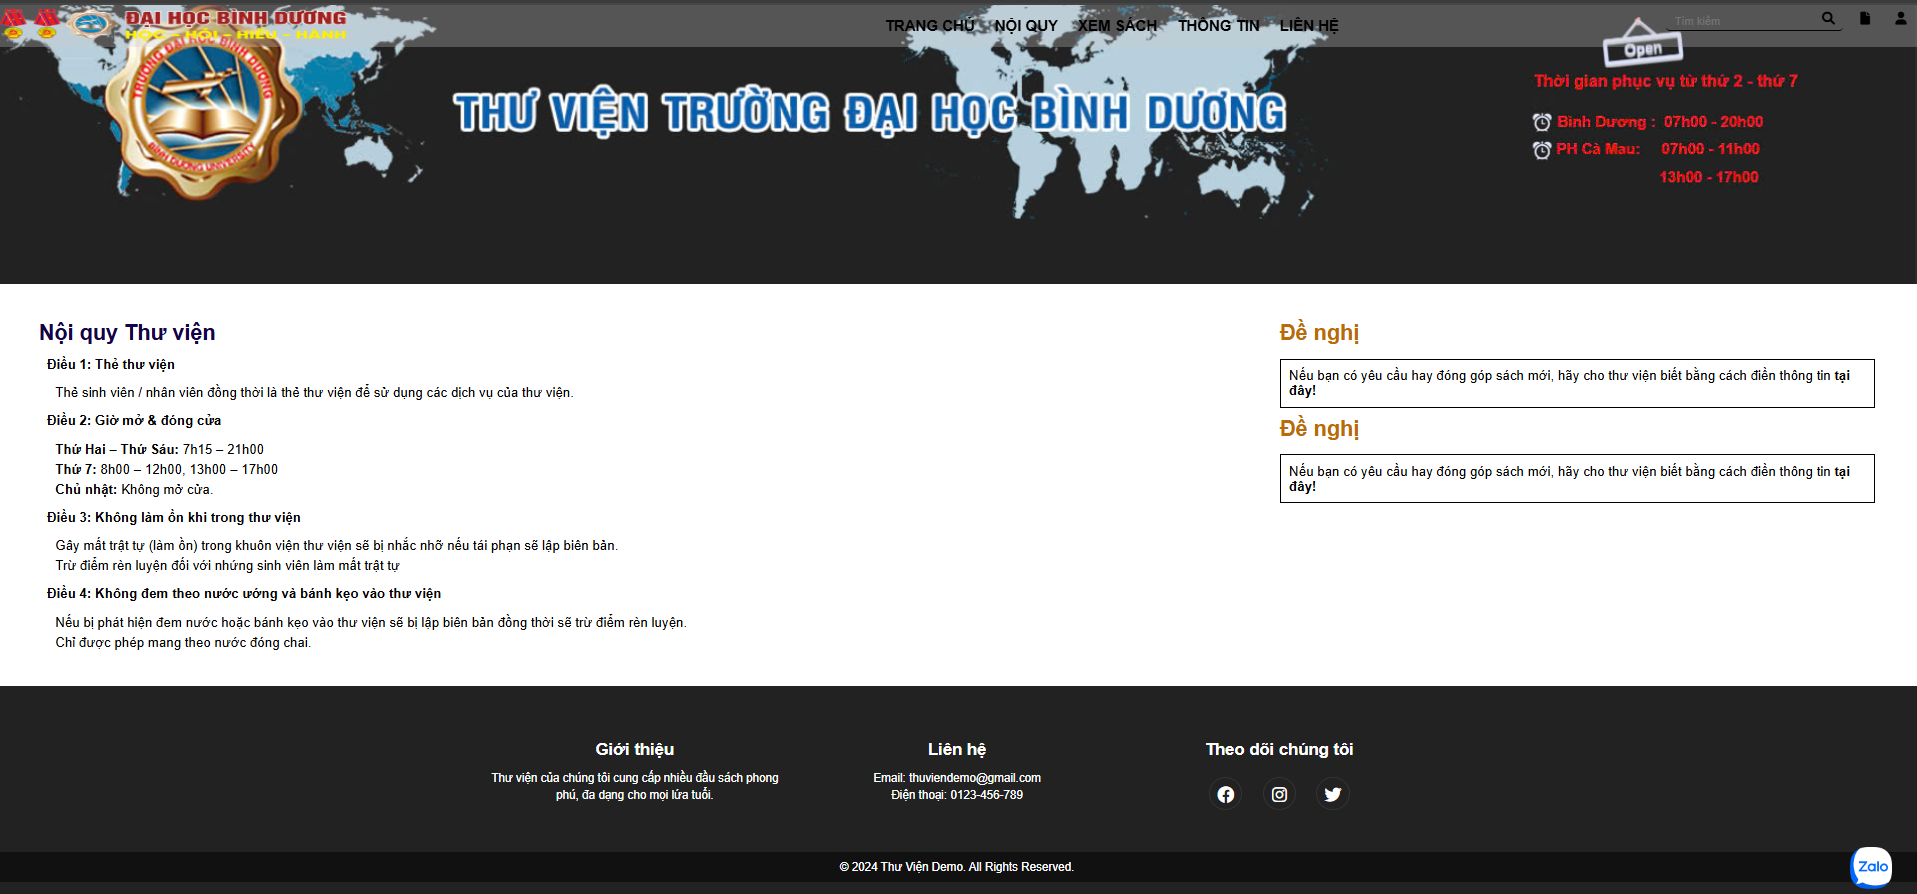 ĐẠI HỌC BÌNH DƯƠNG
HỌC - HỎI - HIỂU - HÀNH
TRANG CHỦ NỘI QUY XEM SÁCH THÔNG TIN LIÊN HỆ
Tìm kiếm
TRƯỜNG ĐẠI HỌC BÌNH DƯƠNG
BINH DUONG UNIVERSITY
THƯ VIỆN TRƯỜNG ĐẠI HỌC BÌNH DƯƠNG
Open
Thời gian phục vụ từ thứ 2 - thứ 7
Bình Dương : 07h00 - 20h00
PH Cà Mau: 07h00 - 11h00
13h00 - 17h00
Nội quy Thư viện
Điều 1: Thẻ thư viện
Thẻ sinh viên / nhân viên đồng thời là thẻ thư viện để sử dụng các dịch vụ của thư viện.
Điều 2: Giờ mở & đóng cửa
Thứ Hai – Thứ Sáu: 7h15 – 21h00
Thứ 7: 8h00 – 12h00, 13h00 – 17h00
Chủ nhật: Không mở cửa.
Điều 3: Không làm ồn khi trong thư viện
Gây mất trật tự (làm ồn) trong khuôn viện thư viện sẽ bị nhắc nhỡ nếu tái phạn sẽ lập biên bản.
Trừ điểm rèn luyện đối với những sinh viên làm mất trật tự
Điều 4: Không đem theo nước ướng và bánh kẹo vào thư viện
Nếu bị phát hiện đem nước hoặc bánh kẹo vào thư viện sẽ bị lập biên bản đồng thời sẽ trừ điểm rèn luyện.
Chỉ được phép mang theo nước đóng chai.
Đề nghị
Nếu bạn có yêu cầu hay đóng góp sách mới, hãy cho thư viện biết bằng cách điền thông tin tại
đây!
Đề nghị
Nếu bạn có yêu cầu hay đóng góp sách mới, hãy cho thư viện biết bằng cách điền thông tin tại
đây!
Giới thiệu
Thư viện của chúng tôi cung cấp nhiều đầu sách phong
phú, đa dạng cho mọi lứa tuổi.
Liên hệ
Email: thuviendemo@gmail.com
Điện thoại: 0123-456-789
Theo dõi chúng tôi
© 2024 Thư Viện Demo. All Rights Reserved.
Zalo